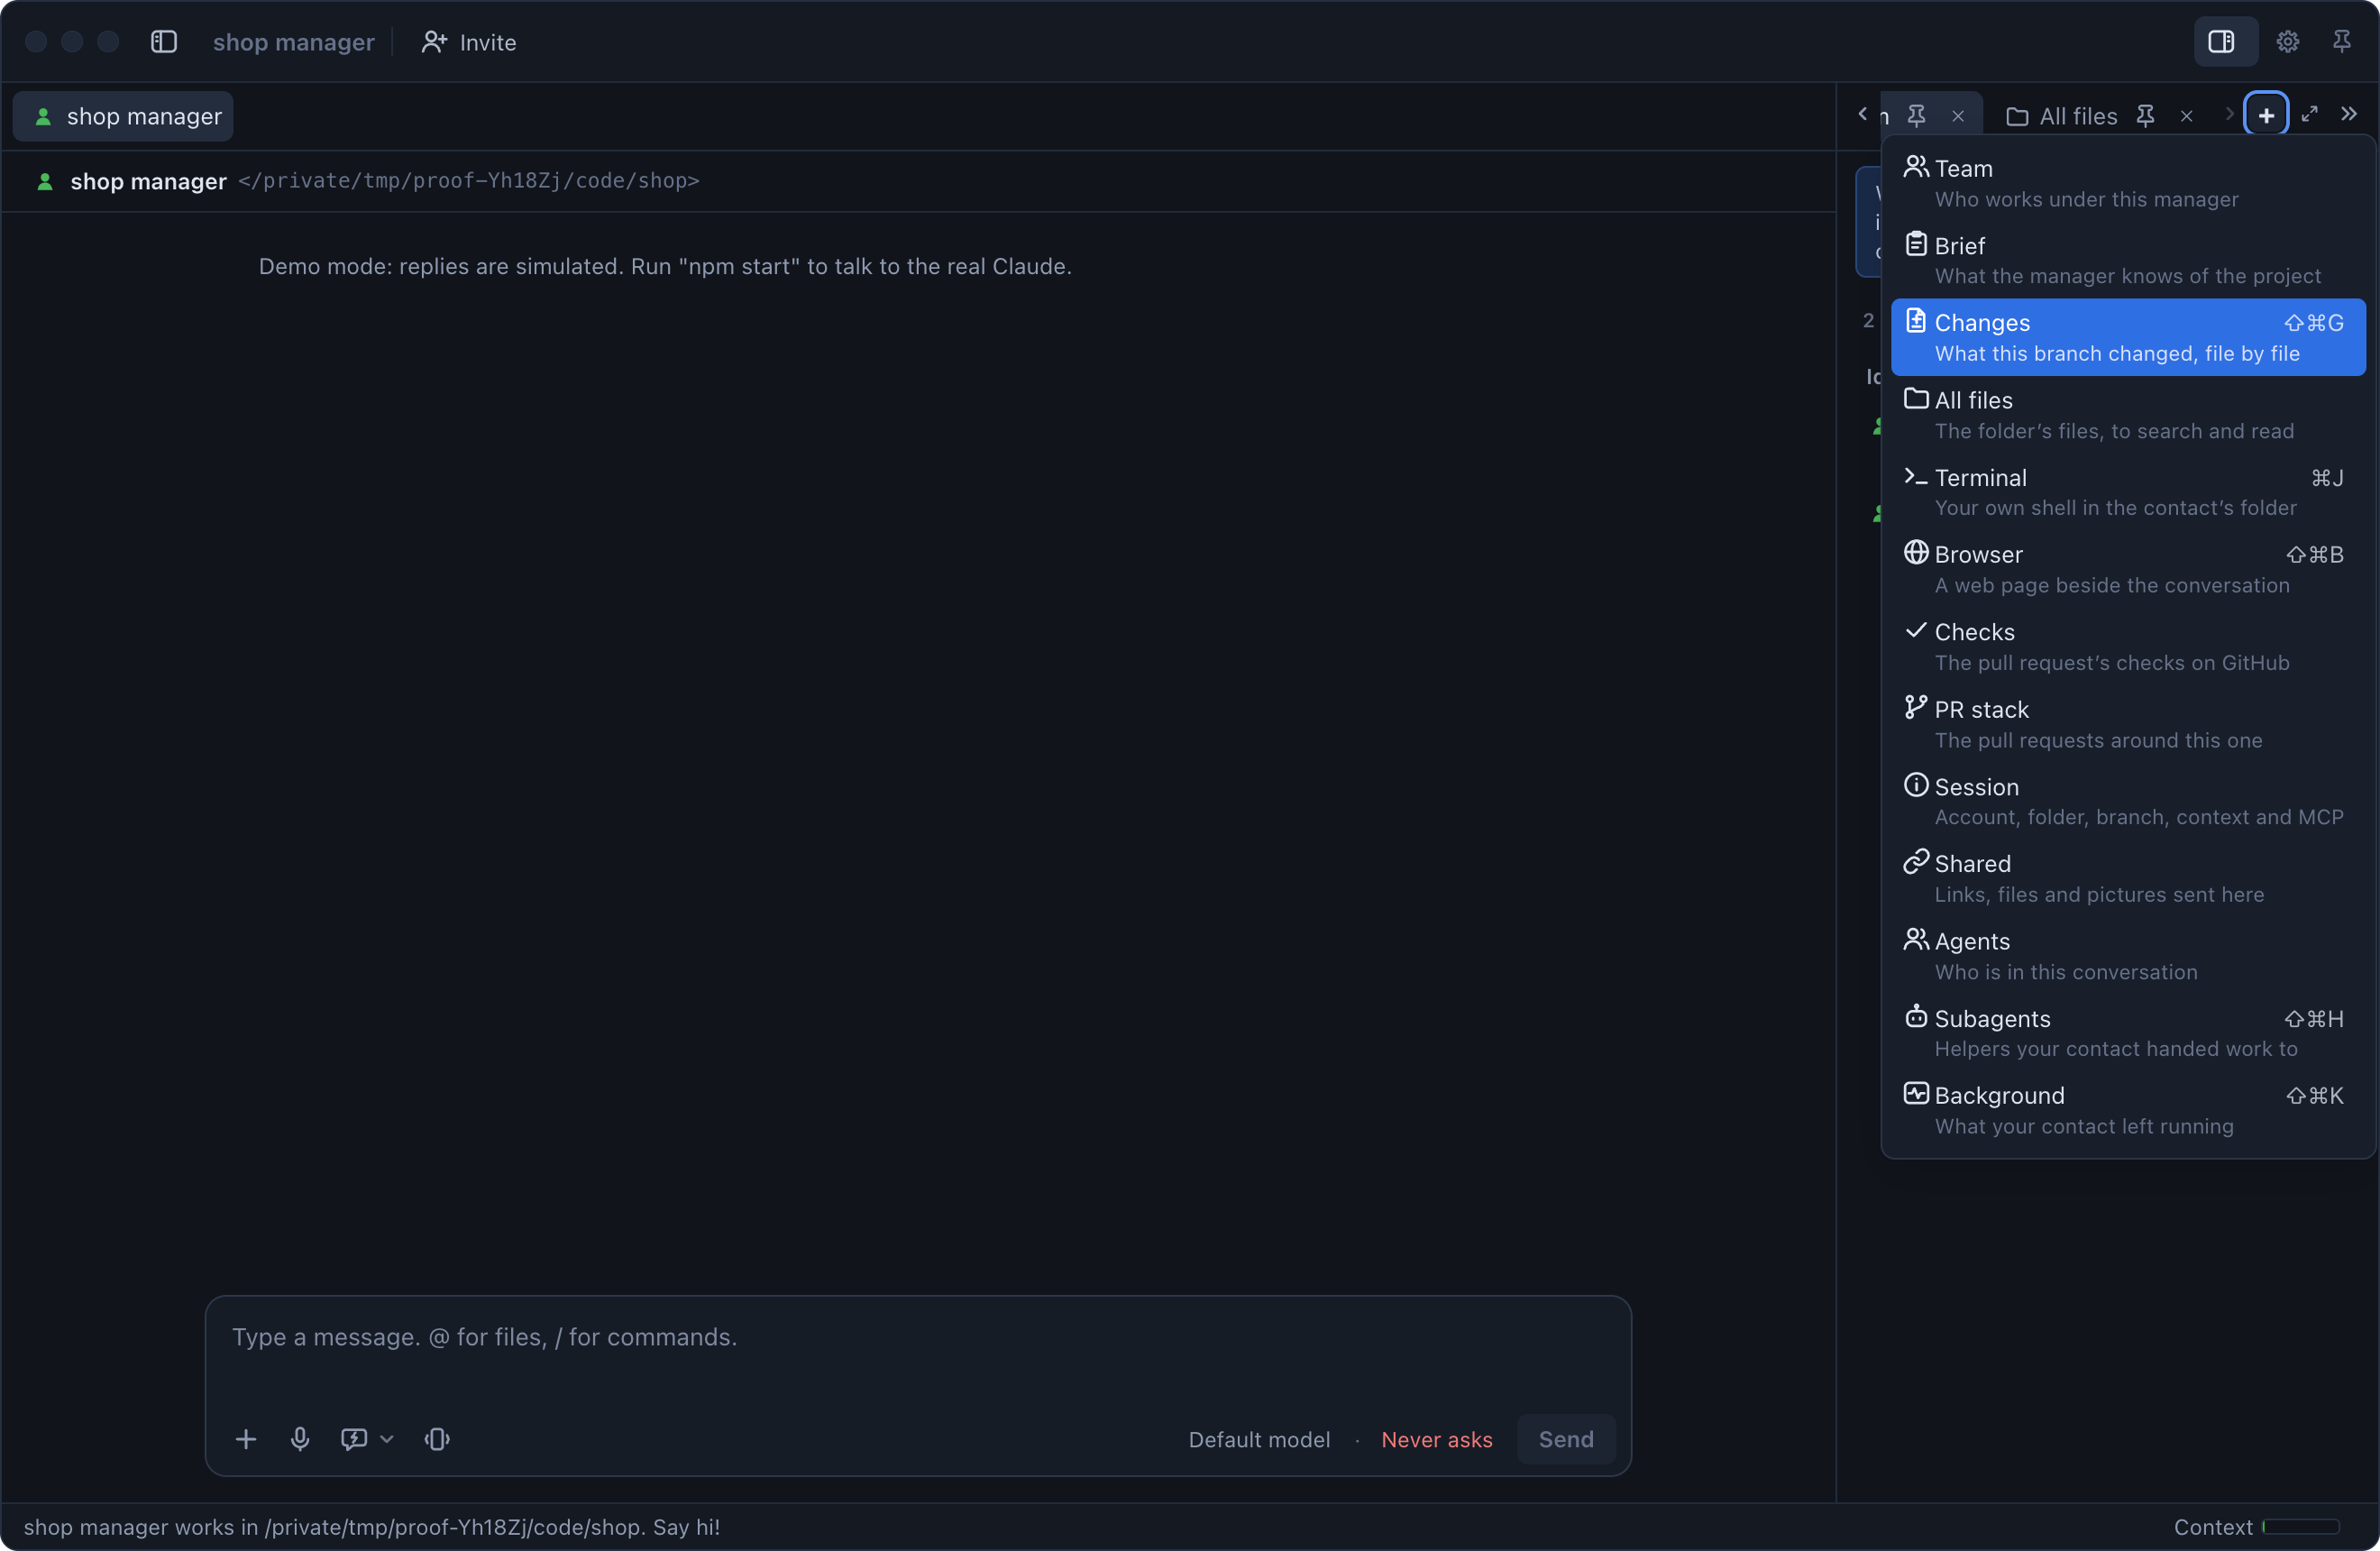 shop manager
Invite
shop manager
All files
shop manager </private/tmp/proof-Yh18Zj/code/shop>
Demo mode: replies are simulated. Run "npm start" to talk to the real Claude.
2
Team
Who works under this manager
Brief
What the manager knows of the project
Changes ⇧⌘G
What this branch changed, file by file
All files
The folder’s files, to search and read
Terminal ⌘J
Your own shell in the contact’s folder
Browser ⇧⌘B
A web page beside the conversation
Checks
The pull request’s checks on GitHub
PR stack
The pull requests around this one
Session
Account, folder, branch, context and MCP
Shared
Links, files and pictures sent here
Agents
Who is in this conversation
Subagents ⇧⌘H
Helpers your contact handed work to
Background ⇧⌘K
What your contact left running
Type a message. @ for files, / for commands.
Default model · Never asks Send
shop manager works in /private/tmp/proof-Yh18Zj/code/shop. Say hi!
Context